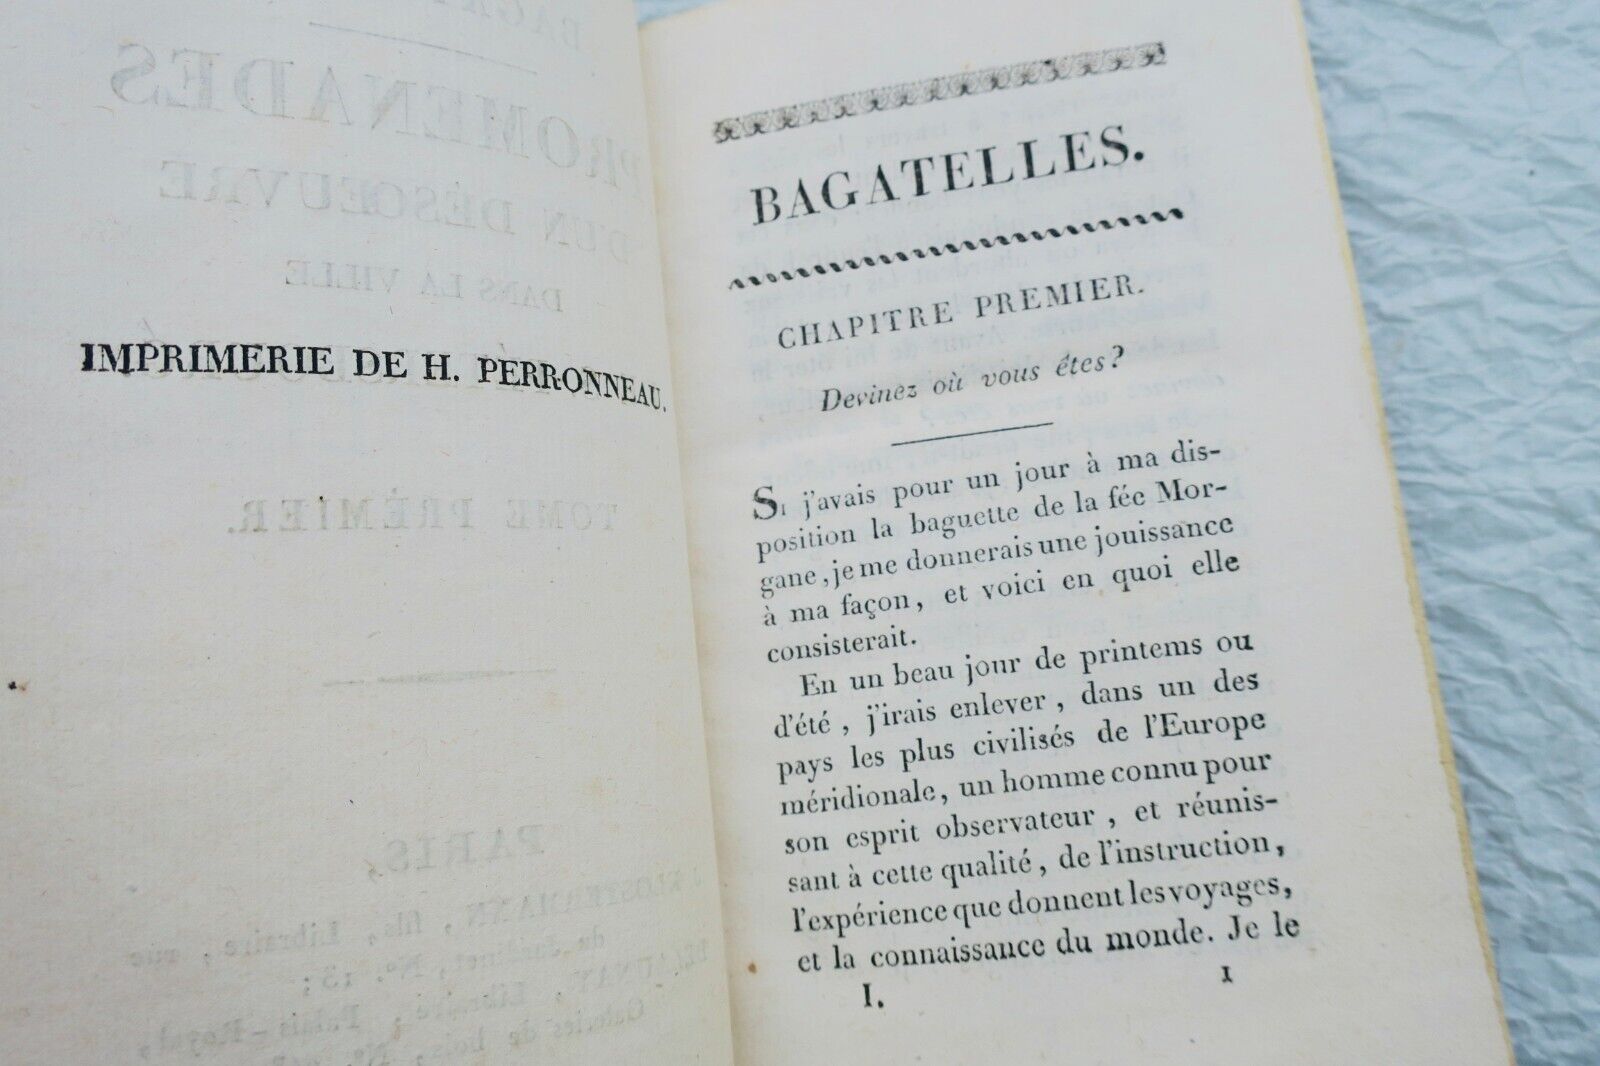 IMPRIMERIE DE H. PERRONNEAU.
BAGATELLES.
CHAPITRE PREMIER.
Devinez où vous êtes?
Si j'avais pour un jour à ma dis-
position la baguette de la fée Mor-
gane, je me donnerais une jouissance
à ma façon, et voici en quoi elle
consisterait.
En un beau jour de printems ou
d'été, j'irais enlever, dans un des
pays les plus civilisés de l'Europe
méridionale, un homme connu pour
son esprit observateur, et réunis-
sant à cette qualité, de l'instruction,
l'expérience que donnent les voyages,
et la connaissance du monde. Je le
I. 1